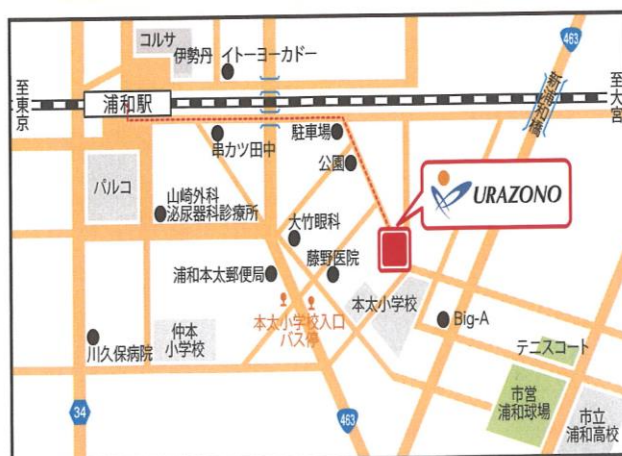 コルサ
伊勢丹
イトーヨーカドー
463
至東京
浦和駅
新浦和橋
至大宮
串カツ田中
駐車場
公園
パルコ
山崎外科
泌尿器科診療所
URAZONO
大竹眼科
浦和本太郵便局
藤野医院
本太小学校
本太小学校入口
バス停
Big-A
仲本
小学校
川久保病院
テニスコート
市営
浦和球場
市立
浦和高校
34
463